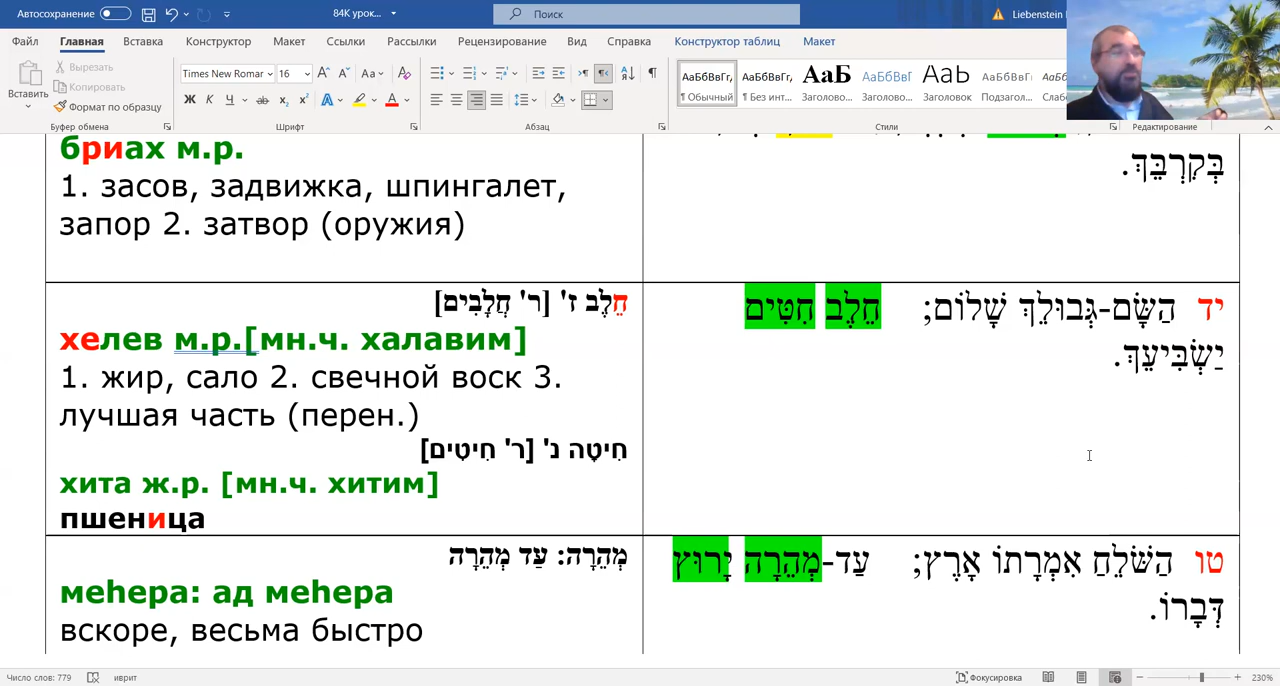 Автосохранение
84К урок...
Поиск
Liebenstein
Файл Главная Вставка Конструктор Макет Ссылки Рассылки Рецензирование Вид Справка Конструктор таблиц Макет
Вставить
Вырезать
Копировать
Формат по образцу
Буфер обмена
Times New Romar 16
Ж К Ч ab x₂ x²
Шрифт
Абзац
АаБбВвГг, АаБбВвГг, АаБ АаБбВвГ АаЬ АаБбВвГ
¶ Обычный ¶ Без инт... Заголово... Заголово... Заголовок Подзагол...
Стили
Редактирование
бриах м.р.
1. засов, задвижка, шпингалет,
запор 2. затвор (оружия)
בְּקִרְבֵּךְ.
חֵלֶב ז' [ר' חֲלָבִים]
хелев м.р.[мн.ч. халавим]
1. жир, сало 2. свечной воск 3.
лучшая часть (перен.)
חִיטָה נ' [ר' חִיטִים]
хита ж.р. [мн.ч. хитим]
пшеница
יד הַשָּׂם-גְּבוּלֵךְ שָׁלוֹם; חֵלֶב חִטִּים
יַשְׂבִּיעֵךְ.
מְהֵרָה: עַד מְהֵרָה
меhера: ад меhера
вскоре, весьма быстро
טו הַשֹּׁלֵחַ אִמְרָתוֹ אָרֶץ; עַד-מְהֵרָה יָרוּץ
דְּבָרוֹ.
Число слов: 779
иврит
Фокусировка
230%